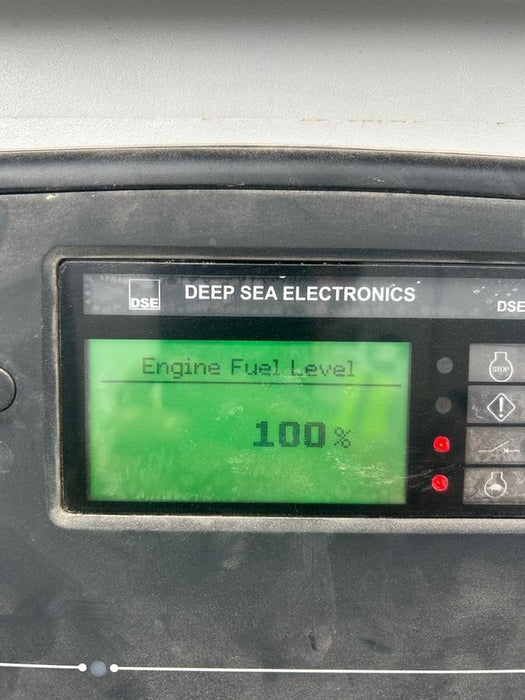 DSE
DEEP SEA ELECTRONICS
DSE
Engine Fuel Level
100 %
STOP